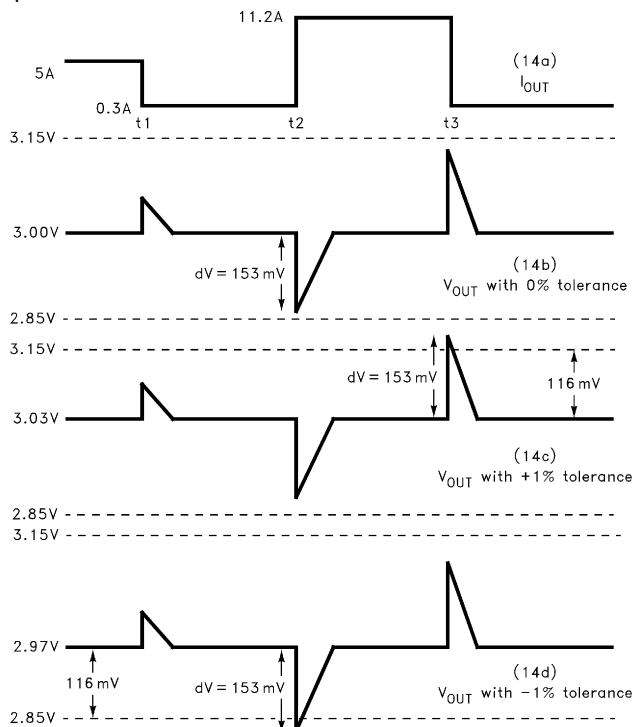 11.2A
(14a)
5A
I_OUT
0.3A
t1 t2 t3
3.15V
3.00V
dV = 153 mV
(14b)
V_OUT with 0% tolerance
2.85V
3.15V
dV = 153 mV
116 mV
3.03V
(14c)
V_OUT with +1% tolerance
2.85V
3.15V
2.97V
116 mV
dV = 153 mV
(14d)
V_OUT with −1% tolerance
2.85V